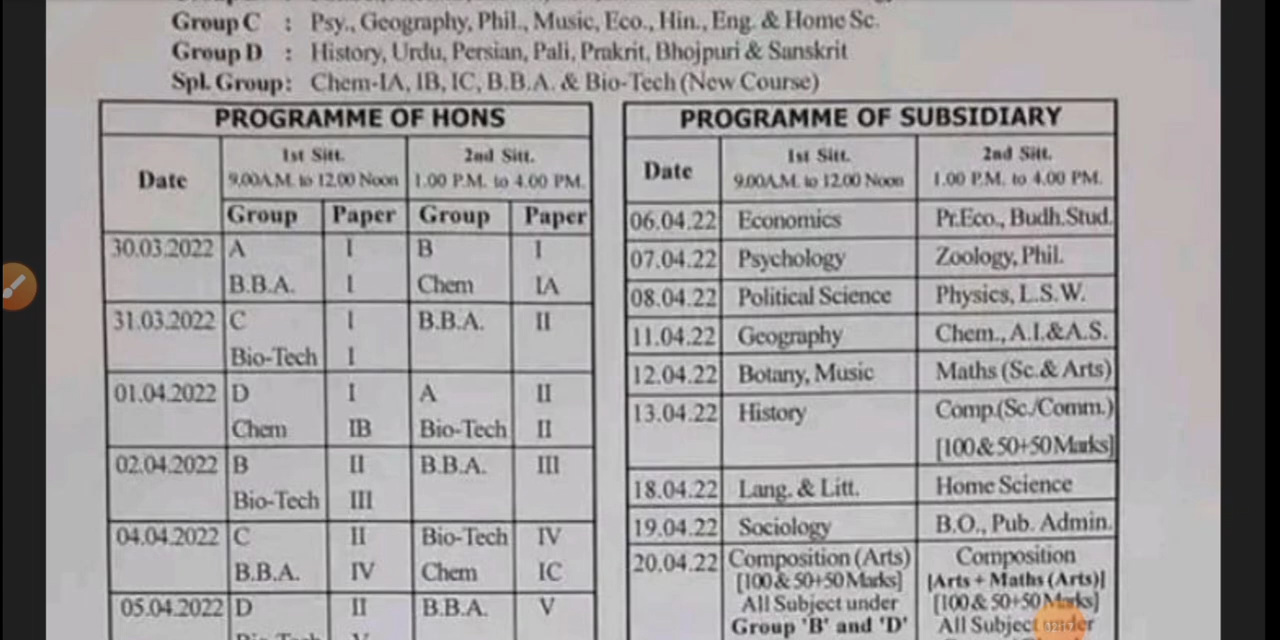 Group C : Psy., Geography, Phil., Music, Eco., Hin., Eng. & Home Sc.
Group D : History, Urdu, Persian, Pali, Prakrit, Bhojpuri & Sanskrit
Spl. Group: Chem-IA, IB, IC, B.B.A. & Bio-Tech (New Course)
PROGRAMME OF HONS
Date 1st Sitt. 2nd Sitt.
9.00A.M. to 12.00 Noon 1.00 P.M. to 4.00 PM.
Group Paper Group Paper
30.03.2022 A I B I
B.B.A. I Chem IA
31.03.2022 C I B.B.A. II
Bio-Tech I
01.04.2022 D I A II
Chem IB Bio-Tech II
02.04.2022 B II B.B.A. III
Bio-Tech III
04.04.2022 C II Bio-Tech IV
B.B.A. IV Chem IC
05.04.2022 D II B.B.A. V
PROGRAMME OF SUBSIDIARY
Date 1st Sitt. 2nd Sitt.
9.00A.M. to 12.00 Noon 1.00 P.M. to 4.00 PM.
06.04.22 Economics Pr.Eco., Budh.Stud.
07.04.22 Psychology Zoology, Phil.
08.04.22 Political Science Physics, L.S.W.
11.04.22 Geography Chem., A.I.&A.S.
12.04.22 Botany, Music Maths (Sc.& Arts)
13.04.22 History Comp.(Sc./Comm.)
[100 & 50+50 Marks]
18.04.22 Lang. & Litt. Home Science
19.04.22 Sociology B.O., Pub. Admin.
20.04.22 Composition (Arts) Composition
[100 & 50+50 Marks] [Arts + Maths (Arts)]
All Subject under [100 & 50+50 Marks]
Group 'B' and 'D' All Subject under